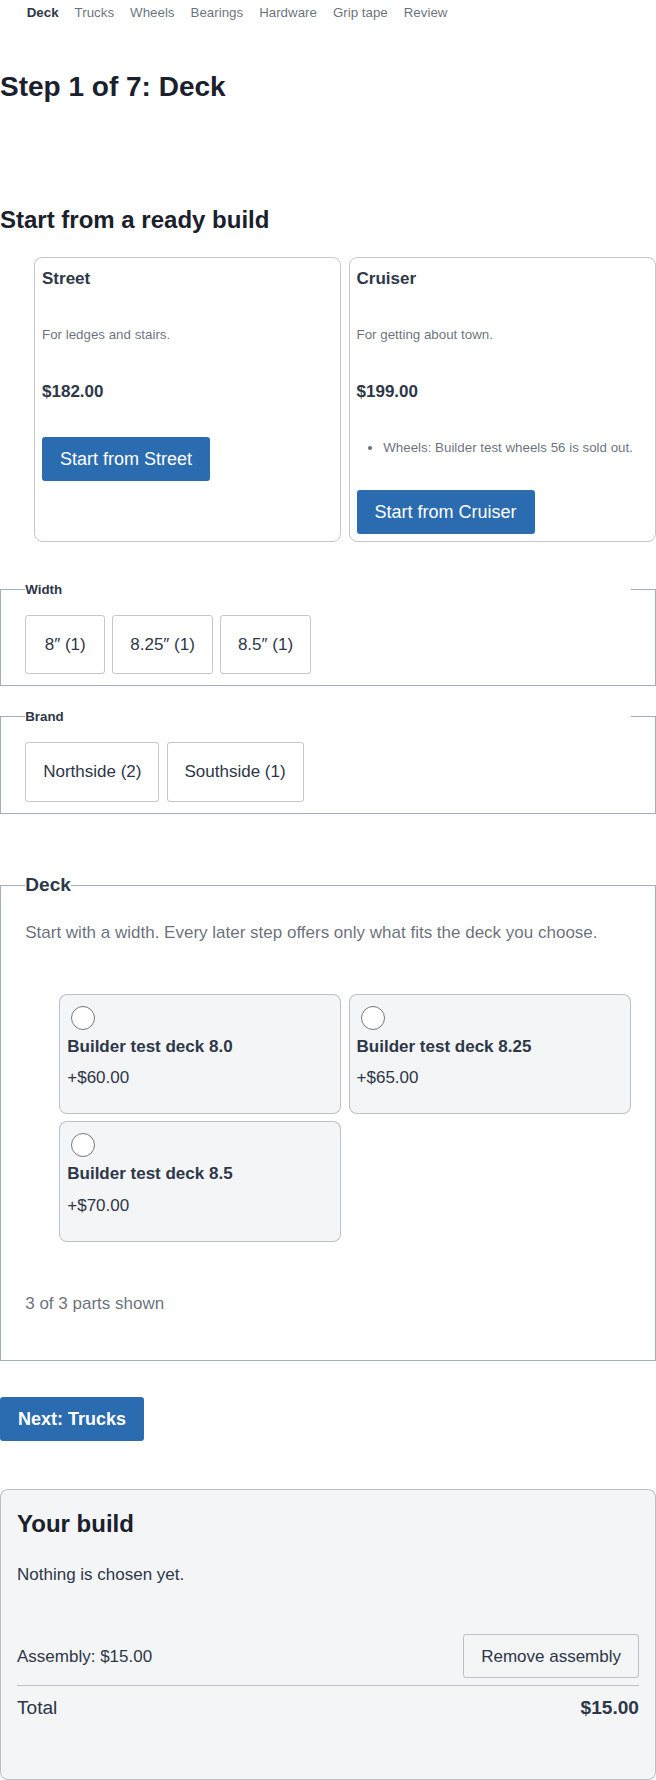 Deck Trucks Wheels Bearings Hardware Grip tape Review
Step 1 of 7: Deck
Start from a ready build
Street
For ledges and stairs.
$182.00
Start from Street
Cruiser
For getting about town.
$199.00
• Wheels: Builder test wheels 56 is sold out.
Start from Cruiser
Width
8″ (1) 8.25″ (1) 8.5″ (1)
Brand
Northside (2) Southside (1)
Deck
Start with a width. Every later step offers only what fits the deck you choose.
Builder test deck 8.0
+$60.00
Builder test deck 8.25
+$65.00
Builder test deck 8.5
+$70.00
3 of 3 parts shown
Next: Trucks
Your build
Nothing is chosen yet.
Assembly: $15.00 Remove assembly
Total $15.00